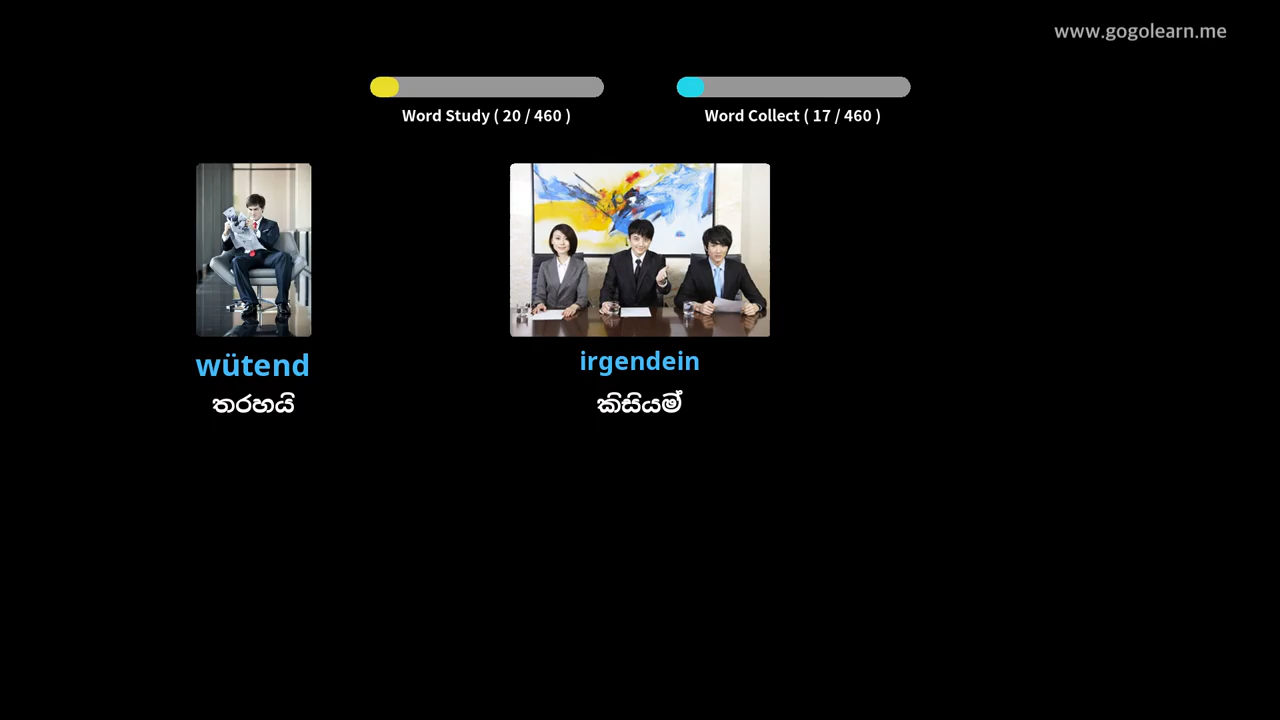 www.gogolearn.me
Word Study ( 20 / 460 )
Word Collect ( 17 / 460 )
wütend
irgendein
තරහයි
කිසියම්